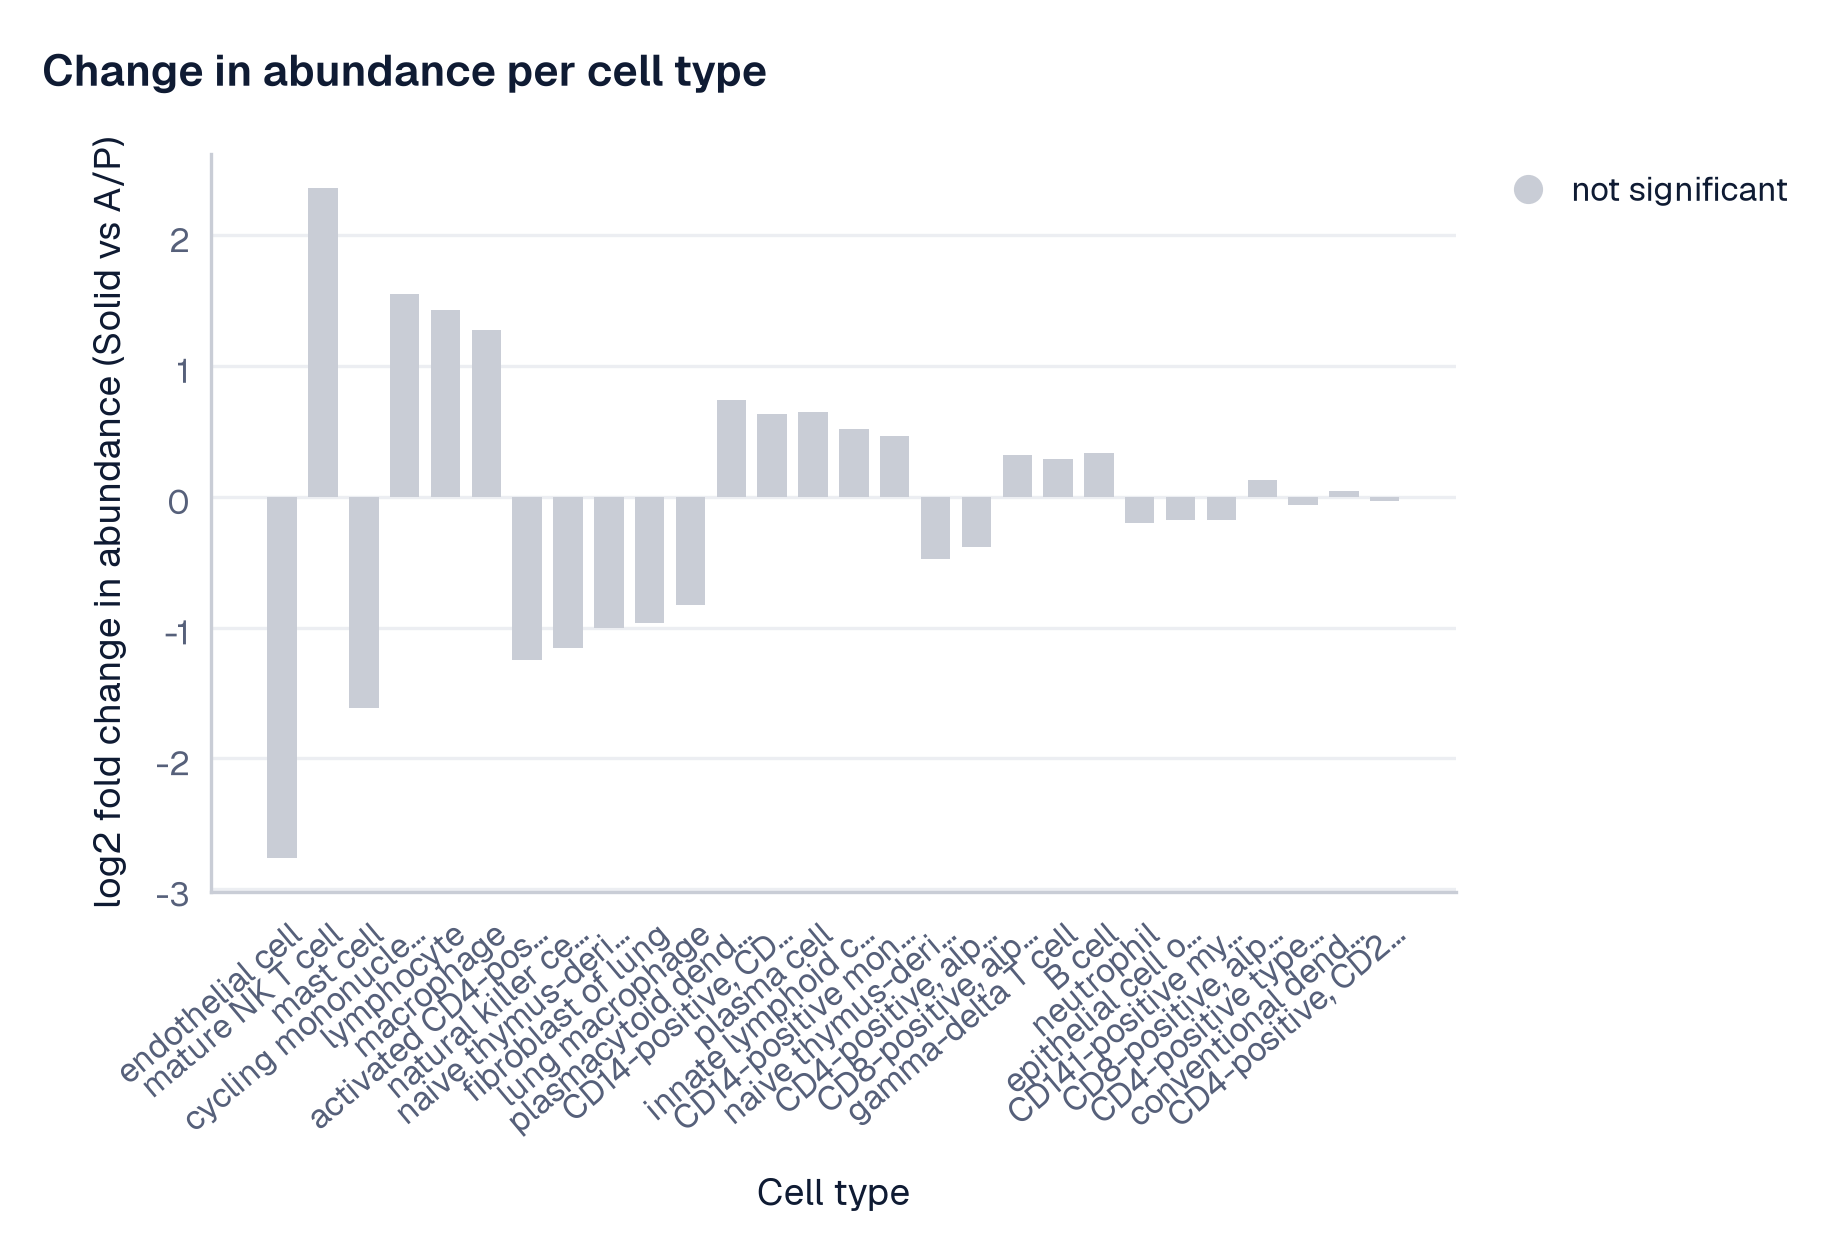 Change in abundance per cell type
log2 fold change in abundance (Solid vs A/P)
2
1
0
-1
-2
-3
not significant
endothelial cell
mature NK T cell
mast cell
cycling mononucle...
lymphocyte
macrophage
activated CD4-pos...
natural killer ce...
naive thymus-deri...
fibroblast of lung
lung macrophage
plasmacytoid dend...
CD14-positive, CD...
plasma cell
innate lymphoid c...
CD14-positive mon...
naive thymus-deri...
CD4-positive, alp...
CD8-positive, alp...
gamma-delta T cell
B cell
neutrophil
epithelial cell o...
CD141-positive my...
CD8-positive, alp...
CD4-positive type...
conventional dend...
CD4-positive, CD2...
Cell type